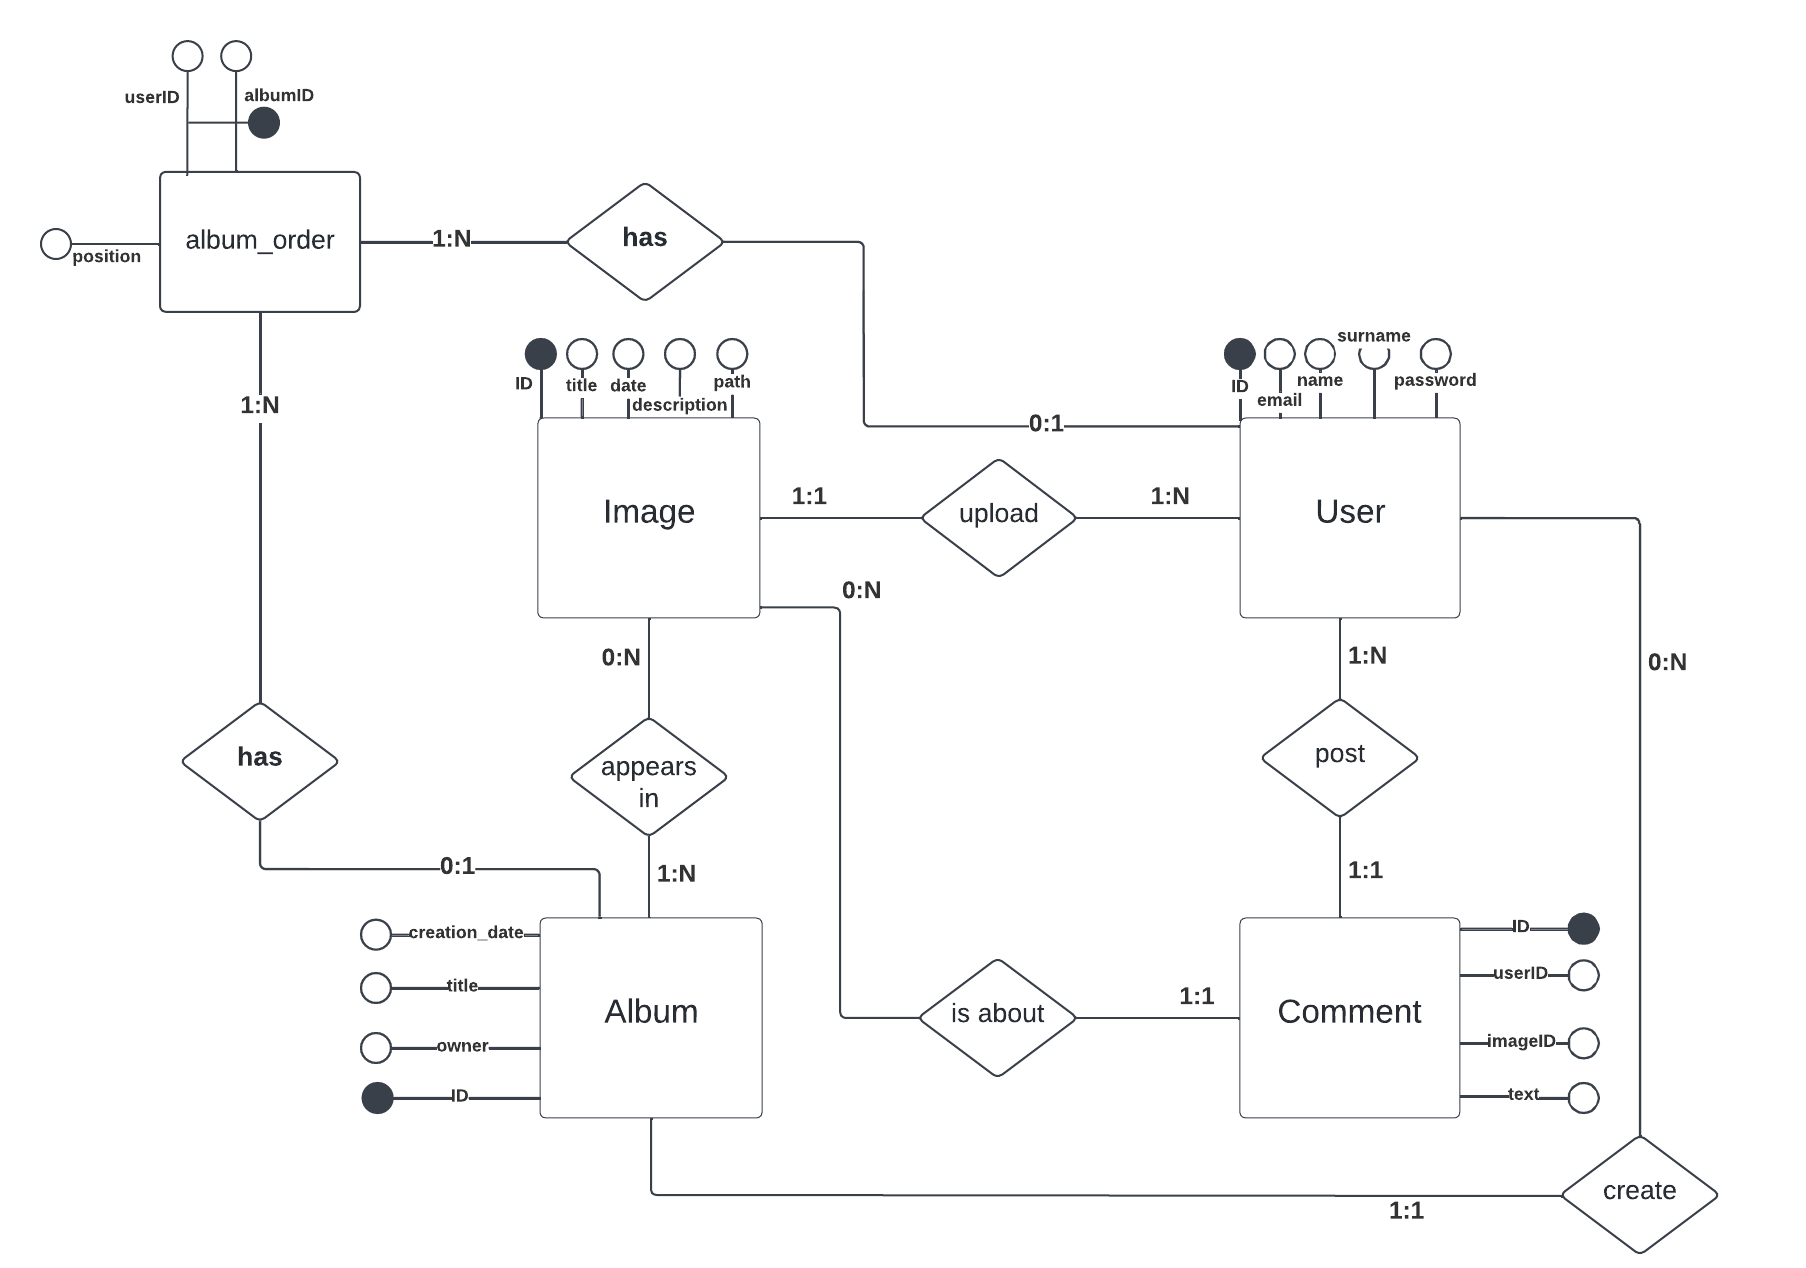 userID
albumID
album_order
position
1:N
has
surname
ID
title
date
path
description
ID
name
password
email
1:N
0:1
Image
1:1
upload
1:N
User
0:N
0:N
1:N
0:N
has
appears
in
post
0:1
1:N
1:1
creation_date
title
owner
ID
Album
is about
1:1
Comment
ID
userID
imageID
text
create
1:1